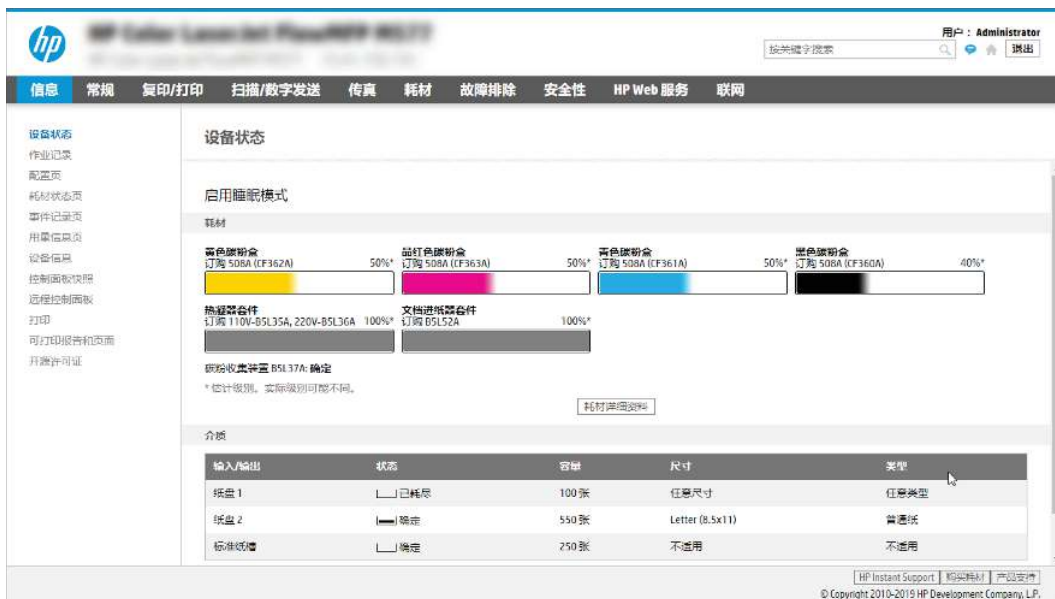 hp
HP Color LaserJet FlowMFP M577
用户： Administrator
按关键字搜索
退出
信息 常规 复印/打印 扫描/数字发送 传真 耗材 故障排除 安全性 HP Web 服务 联网
设备状态
作业记录
配置页
耗材状态页
事件记录页
用量信息页
设备信息
控制面板快照
远程控制面板
打印
可打印报告和页面
开源许可证
设备状态
启用睡眠模式
耗材
黄色碳粉盒 品红色碳粉盒 青色碳粉盒 黑色碳粉盒
订购 508A (CF362A) 50%* 订购 508A (CF363A) 50%* 订购 508A (CF361A) 50%* 订购 508A (CF360A) 40%*
热凝器套件 文档进纸器套件
订购 110V-B5L35A, 220V-B5L36A 100%* 订购 B5L52A 100%*
碳粉收集装置 B5L37A: 确定
* 估计级别。实际级别可能不同。
耗材详细资料
介质
输入/输出 状态 容量 尺寸 类型
纸盘 1 已耗尽 100 张 任意尺寸 任意类型
纸盘 2 确定 550 张 Letter (8.5x11) 普通纸
标准纸槽 确定 250 张 不适用 不适用
HP Instant Support 购买耗材 产品支持
© Copyright 2010-2019 HP Development Company, L.P.